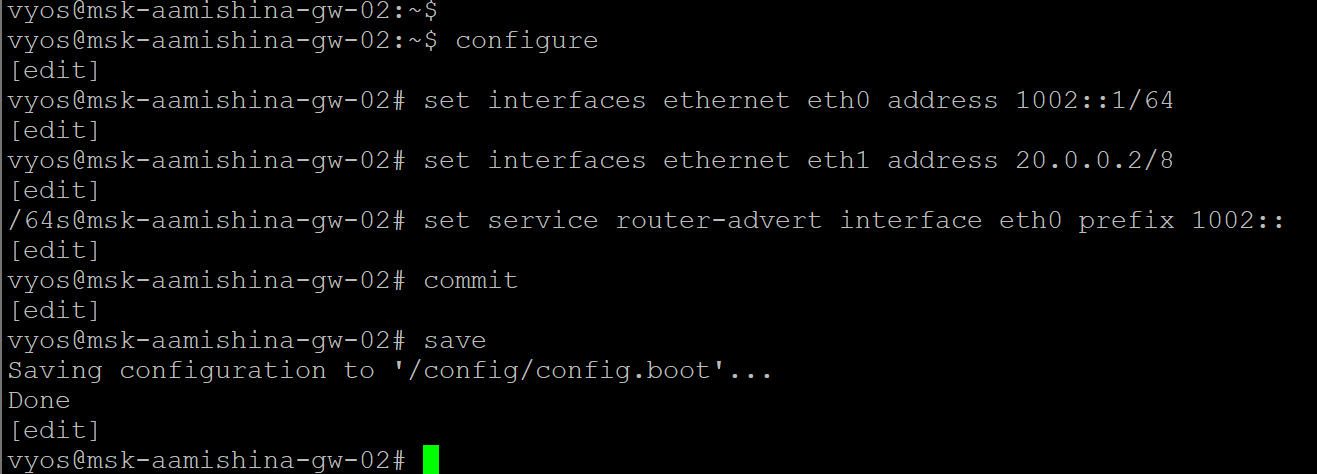 vyos@msk-aamishina-gw-02:~$
vyos@msk-aamishina-gw-02:~$ configure
[edit]
vyos@msk-aamishina-gw-02# set interfaces ethernet eth0 address 1002::1/64
[edit]
vyos@msk-aamishina-gw-02# set interfaces ethernet eth1 address 20.0.0.2/8
[edit]
/64s@msk-aamishina-gw-02# set service router-advert interface eth0 prefix 1002::
[edit]
vyos@msk-aamishina-gw-02# commit
[edit]
vyos@msk-aamishina-gw-02# save
Saving configuration to '/config/config.boot'...
Done
[edit]
vyos@msk-aamishina-gw-02#